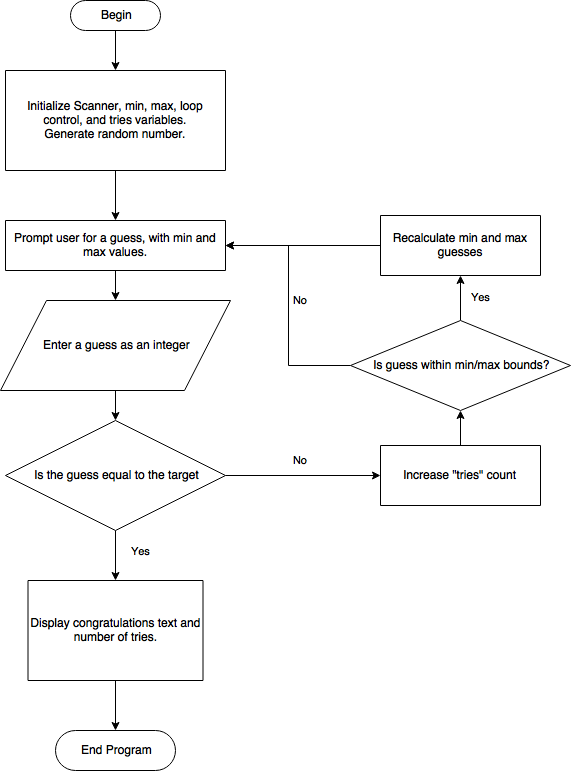 Begin
Initialize Scanner, min, max, loop
control, and tries variables.
Generate random number.
Prompt user for a guess, with min and
max values.
Recalculate min and max
guesses
No
Yes
Enter a guess as an integer
Is guess within min/max bounds?
Is the guess equal to the target
No
Increase "tries" count
Yes
Display congratulations text and
number of tries.
End Program